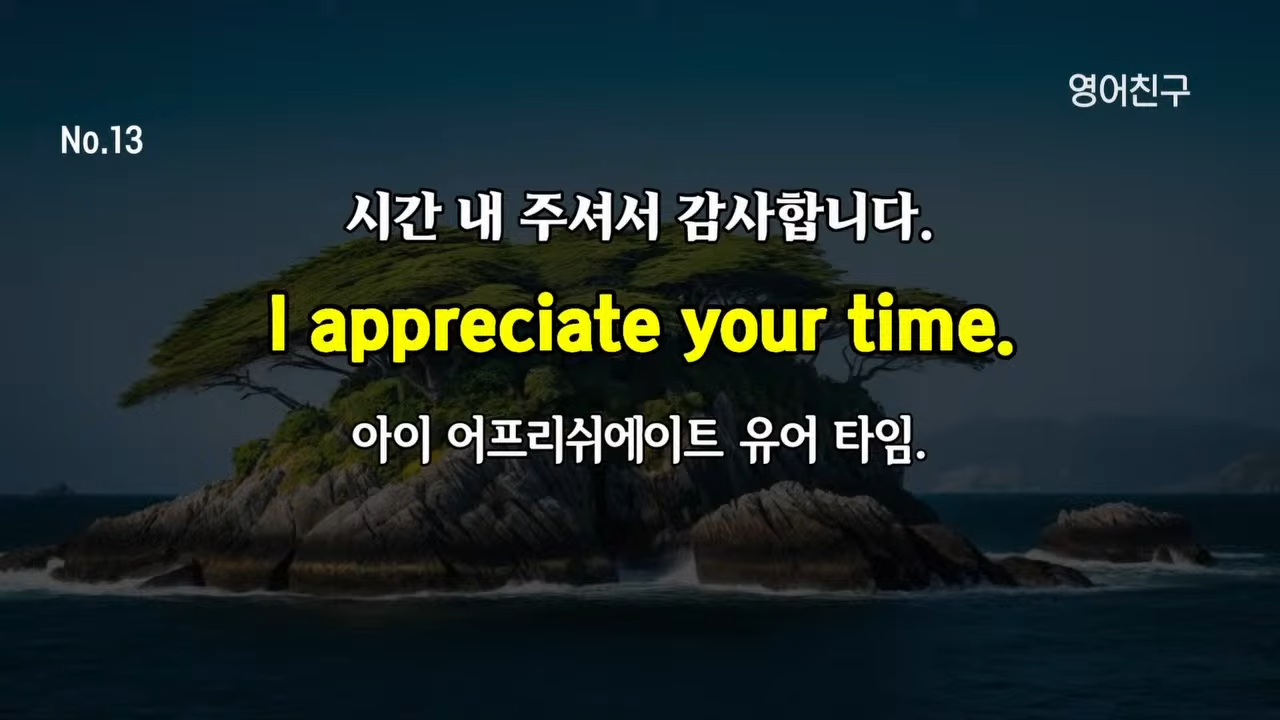 영어친구
No.13
시간 내 주셔서 감사합니다.
I appreciate your time.
아이 어프리쉬에이트 유어 타임.